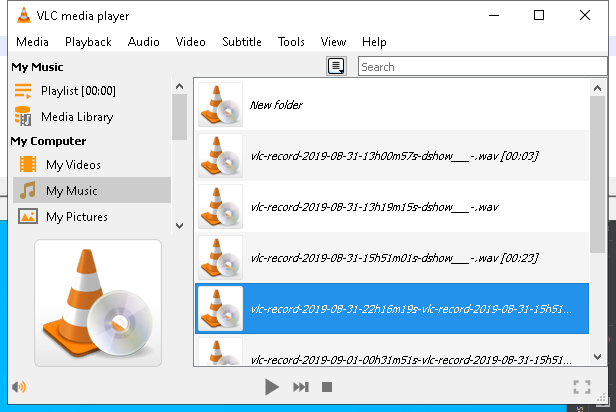 VLC media player
Media Playback Audio Video Subtitle Tools View Help
My Music
Search
Playlist [00:00]
Media Library
My Computer
My Videos
My Music
My Pictures
New folder
vlc-record-2019-08-31-13h00m57s-dshow___-.wav [00:03]
vlc-record-2019-08-31-13h19m15s-dshow___-.wav
vlc-record-2019-08-31-15h51m01s-dshow___-.wav [00:23]
vlc-record-2019-08-31-22h16m19s-vlc-record-2019-08-31-15h51...
vlc-record-2019-09-01-00h31m51s-vlc-record-2019-08-31-15h51...